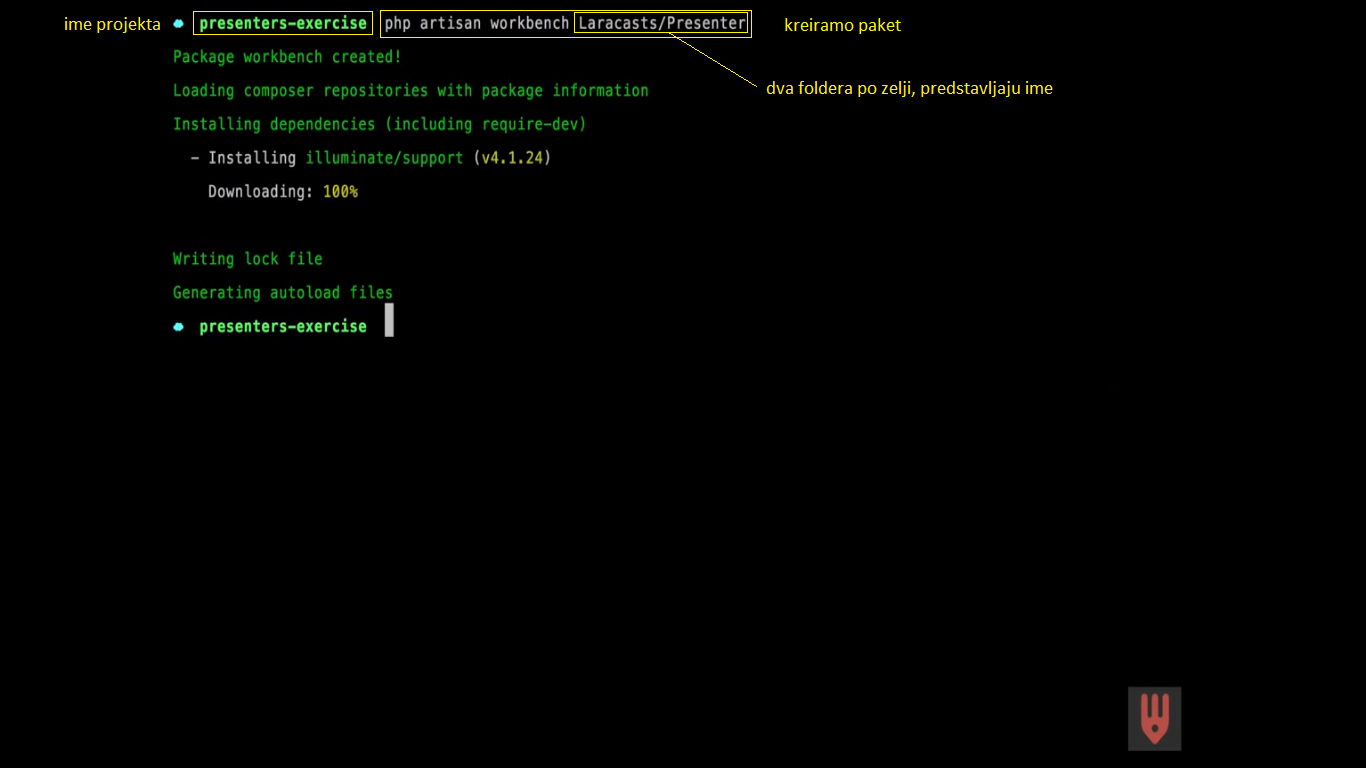 ime projekta presenters-exercise php artisan workbench Laracasts/Presenter kreiramo paket
Package workbench created!
dva foldera po zelji, predstavljaju ime
Loading composer repositories with package information
Installing dependencies (including require-dev)
- Installing illuminate/support (v4.1.24)
Downloading: 100%
Writing lock file
Generating autoload files
presenters-exercise